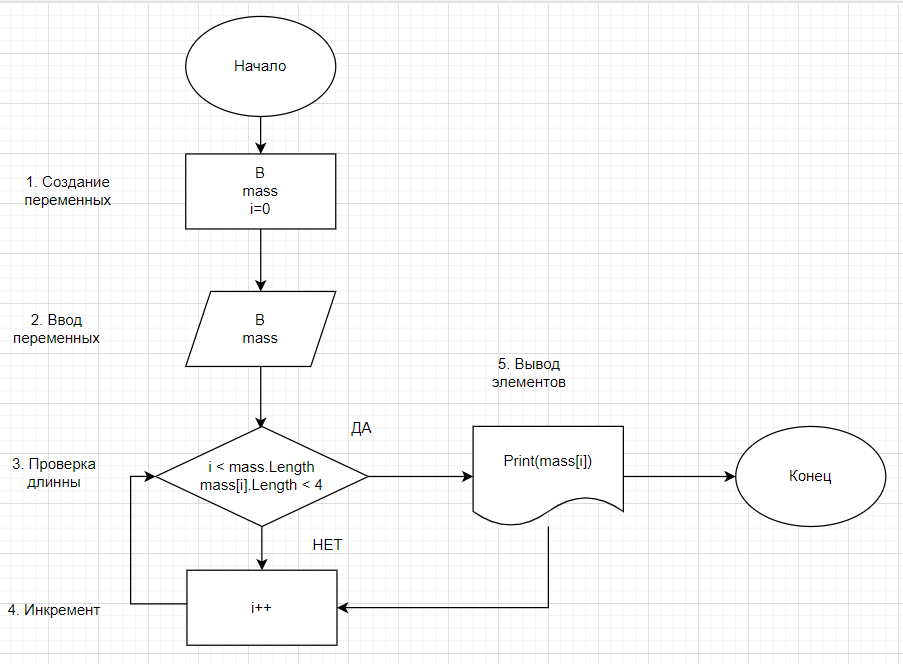 Начало
1. Создание
переменных
В
mass
i=0
2. Ввод
переменных
В
mass
5. Вывод
элементов
ДА
3. Проверка
длинны
i < mass.Length
mass[i].Length < 4
Print(mass[i])
Конец
НЕТ
4. Инкремент
i++